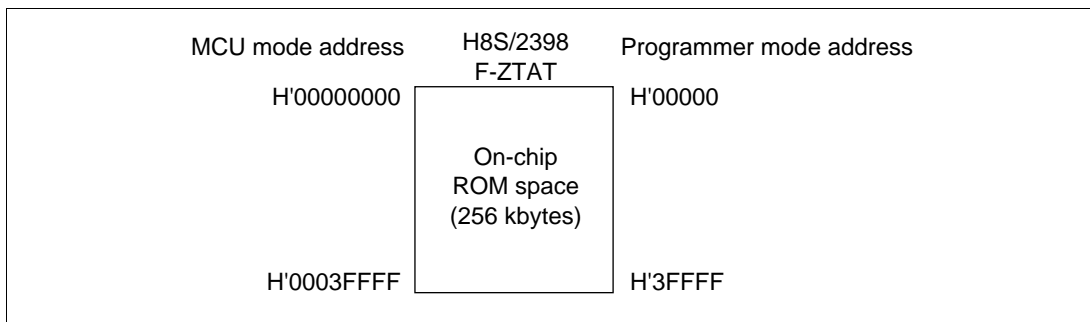 MCU mode address
H8S/2398
F-ZTAT
Programmer mode address
H'00000000
H'00000
On-chip
ROM space
(256 kbytes)
H'0003FFFF
H'3FFFF